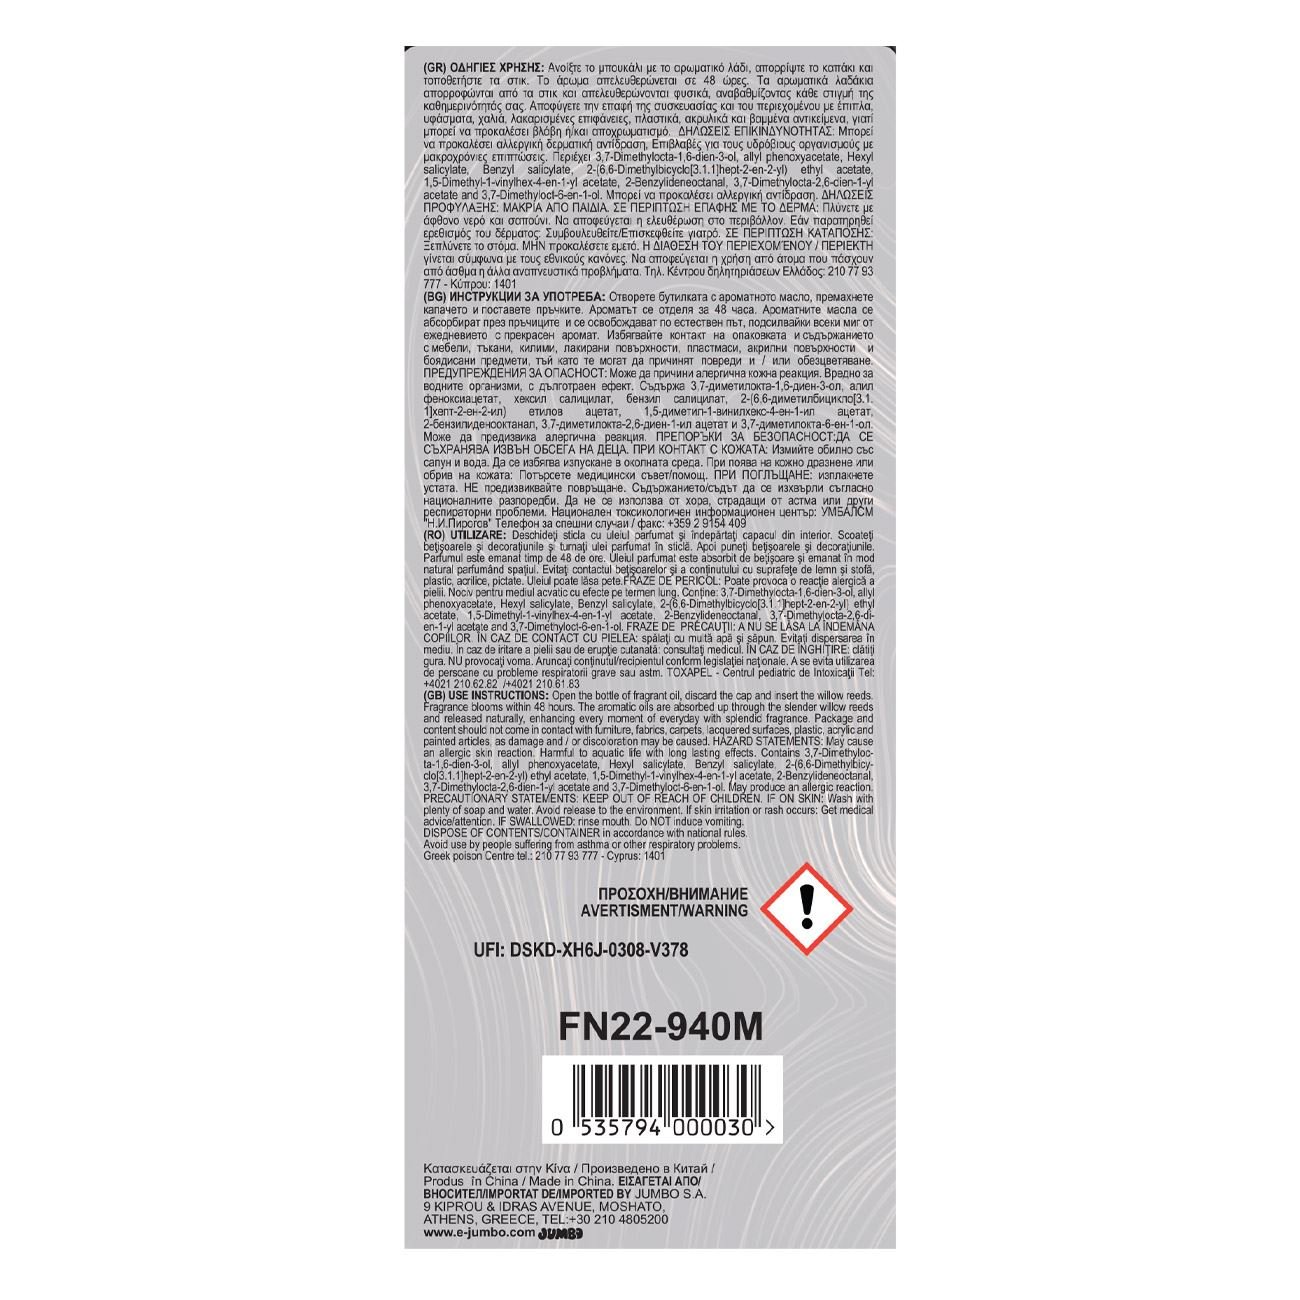 (GR) ΟΔΗΓΙΕΣ ΧΡΗΣΗΣ: Ανοίξτε το μπουκάλι με το αρωματικό λάδι, απορρίψτε το καπάκι και
τοποθετήστε τα στικ. Το άρωμα απελευθερώνεται σε 48 ώρες. Τα αρωματικά λαδάκια
απορροφώνται από τα στικ και απελευθερώνονται φυσικά, αναβαθμίζοντας κάθε στιγμή της
καθημερινότητάς σας. Αποφύγετε την επαφή της συσκευασίας και του περιεχομένου με έπιπλα,
υφάσματα, χαλιά, λακαρισμένες επιφάνειες, πλαστικά, ακρυλικά και βαμμένα αντικείμενα, γιατί
μπορεί να προκαλέσει βλάβη ή/και αποχρωματισμό. ΔΗΛΩΣΕΙΣ ΕΠΙΚΙΝΔΥΝΟΤΗΤΑΣ: Μπορεί
να προκαλέσει αλλεργική δερματική αντίδραση, Επιβλαβές για τους υδρόβιους οργανισμούς με
μακροχρόνιες επιπτώσεις. Περιέχει 3,7-Dimethylocta-1,6-dien-3-ol, allyl phenoxyacetate, Hexyl
salicylate, Benzyl salicylate, 2-(6,6-Dimethylbicyclo[3.1.1]hept-2-en-2-yl) ethyl acetate,
1,5-Dimethyl-1-vinylhex-4-en-1-yl acetate, 2-Benzylideneoctanal, 3,7-Dimethylocta-2,6-dien-1-yl
acetate and 3,7-Dimethyloct-6-en-1-ol. Μπορεί να προκαλέσει αλλεργική αντίδραση. ΔΗΛΩΣΕΙΣ
ΠΡΟΦΥΛΑΞΗΣ: ΜΑΚΡΙΑ ΑΠΟ ΠΑΙΔΙΑ. ΣΕ ΠΕΡΙΠΤΩΣΗ ΕΠΑΦΗΣ ΜΕ ΤΟ ΔΕΡΜΑ: Πλύνετε με
άφθονο νερό και σαπούνι. Να αποφεύγεται η ελευθέρωση στο περιβάλλον. Εάν παρατηρηθεί
ερεθισμός του δέρματος: Συμβουλευθείτε/Επισκεφθείτε γιατρό. ΣΕ ΠΕΡΙΠΤΩΣΗ ΚΑΤΑΠΟΣΗΣ:
Ξεπλύνετε το στόμα. ΜΗΝ προκαλέσετε εμετό. Η ΔΙΑΘΕΣΗ ΤΟΥ ΠΕΡΙΕΧΟΜΕΝΟΥ / ΠΕΡΙΕΚΤΗ
γίνεται σύμφωνα με τους εθνικούς κανόνες. Να αποφεύγεται η χρήση από άτομα που πάσχουν
από άσθμα η άλλα αναπνευστικά προβλήματα. Τηλ. Κέντρου δηλητηριάσεων Ελλάδος: 210 77 93
777 - Κύπρου: 1401
(BG) ИНСТРУКЦИИ ЗА УПОТРЕБА: Отворете бутилката с ароматното масло, премахнете
капачето и поставете пръчките. Ароматът се отделя за 48 часа. Ароматните масла се
абсорбират през пръчиците и се освобождават по естествен път, подсилвайки всеки миг от
ежедневието с прекрасен аромат. Избягвайте контакт на опаковката и съдържанието
с мебели, тъкани, килими, лакирани повърхности, пластмаси, акрилни повърхности и
боядисани предмети, тъй като те могат да причинят повреди и / или обезцветяване.
ПРЕДУПРЕЖДЕНИЯ ЗА ОПАСНОСТ: Може да причини алергична кожна реакция. Вредно за
водните организми, с дълготраен ефект. Съдържа 3,7-диметилокта-1,6-диен-3-ол, алил
феноксиацетат, хексил салицилат, бензил салицилат, 2-(6,6-диметилбицикло[3.1.
1]хепт-2-ен-2-ил) етилов ацетат, 1,5-диметил-1-винилхекс-4-ен-1-ил ацетат,
2-бензилиденооктанал, 3,7-диметилокта-2,6-диен-1-ил ацетат и 3,7-диметилокта-6-ен-1-ол.
Може да предизвика алергична реакция. ПРЕПОРЪКИ ЗА БЕЗОПАСНОСТ:ДА СЕ
СЪХРАНЯВА ИЗВЪН ОБСЕГА НА ДЕЦА. ПРИ КОНТАКТ С КОЖАТА: Измийте обилно със
сапун и вода. Да се избягва изпускане в околната среда. При поява на кожно дразнене или
обрив на кожата: Потърсете медицински съвет/помощ. ПРИ ПОГЛЪЩАНЕ: изплакнете
устата. НЕ предизвиквайте повръщане. Съдържанието/съдът да се изхвърли съгласно
националните разпоредби. Да не се използва от хора, страдащи от астма или други
респираторни проблеми. Национален токсикологичен информационен център: УМБАЛСМ
"Н.И.Пирогов" Телефон за спешни случаи / факс: +359 2 9154 409
(RO) UTILIZARE: Deschideți sticla cu uleiul parfumat și îndepărtați capacul din interior. Scoateți
bețișoarele și decorațiunile și turnați ulei parfumat în sticlă. Apoi puneți bețișoarele și decorațiunile.
Parfumul este emanat timp de 48 de ore. Uleiul parfumat este absorbit de bețișoare și emanat în mod
natural parfumând spațiul. Evitați contactul bețișoarelor și a conținutului cu suprafețe de lemn și stofă,
plastic, acrilice, pictate. Uleiul poate lăsa pete.FRAZE DE PERICOL: Poate provoca o reacție alergică a
pielii. Nociv pentru mediul acvatic cu efecte pe termen lung. Conține: 3,7-Dimethylocta-1,6-dien-3-ol, allyl
phenoxyacetate, Hexyl salicylate, Benzyl salicylate, 2-(6,6-Dimethylbicyclo[3.1.1]hept-2-en-2-yl) ethyl
acetate, 1,5-Dimethyl-1-vinylhex-4-en-1-yl acetate, 2-Benzylideneoctanal, 3,7-Dimethylocta-2,6-di-
en-1-yl acetate and 3,7-Dimethyloct-6-en-1-ol. FRAZE DE PRECAUȚII: A NU SE LĂSA LA ÎNDEMÂNA
COPIILOR. ÎN CAZ DE CONTACT CU PIELEA: spălați cu multă apă și săpun. Evitați dispersarea în
mediu. În caz de iritare a pielii sau de erupție cutanată: consultați medicul. ÎN CAZ DE ÎNGHIȚIRE: clătiți
gura. NU provocați voma. Aruncați conținutul/recipientul conform legislației naționale. A se evita utilizarea
de persoane cu probleme respiratorii grave sau astm. TOXAPEL - Centrul pediatric de Intoxicații Tel:
+4021 210.62.82 /+4021 210.61.83
(GB) USE INSTRUCTIONS: Open the bottle of fragrant oil, discard the cap and insert the willow reeds.
Fragrance blooms within 48 hours. The aromatic oils are absorbed up through the slender willow reeds
and released naturally, enhancing every moment of everyday with splendid fragrance. Package and
content should not come in contact with furniture, fabrics, carpets, lacquered surfaces, plastic, acrylic and
painted articles, as damage and / or discoloration may be caused. HAZARD STATEMENTS: May cause
an allergic skin reaction. Harmful to aquatic life with long lasting effects. Contains 3,7-Dimethyloc-
ta-1,6-dien-3-ol, allyl phenoxyacetate, Hexyl salicylate, Benzyl salicylate, 2-(6,6-Dimethylbicy-
clo[3.1.1]hept-2-en-2-yl) ethyl acetate, 1,5-Dimethyl-1-vinylhex-4-en-1-yl acetate, 2-Benzylideneoctanal,
3,7-Dimethylocta-2,6-dien-1-yl acetate and 3,7-Dimethyloct-6-en-1-ol. May produce an allergic reaction.
PRECAUTIONARY STATEMENTS: KEEP OUT OF REACH OF CHILDREN. IF ON SKIN: Wash with
plenty of soap and water. Avoid release to the environment. If skin irritation or rash occurs: Get medical
advice/attention. IF SWALLOWED: rinse mouth. Do NOT induce vomiting.
DISPOSE OF CONTENTS/CONTAINER in accordance with national rules.
Avoid use by people suffering from asthma or other respiratory problems.
Greek poison Centre tel.: 210 77 93 777 - Cyprus: 1401
ΠΡΟΣΟΧΗ/ВНИМАНИЕ
AVERTISMENT/WARNING
UFI: DSKD-XH6J-0308-V378
FN22-940M
0 535794 000030 >
Κατασκευάζεται στην Κίνα / Произведено в Китай /
Produs în China / Made in China. ΕΙΣΑΓΕΤΑΙ ΑΠΟ/
ВНОСИТЕЛ/IMPORTAT DE/IMPORTED BY JUMBO S.A.
9 KIPROU & IDRAS AVENUE, MOSHATO,
ATHENS, GREECE, TEL:+30 210 4805200
www.e-jumbo.com JUMBO